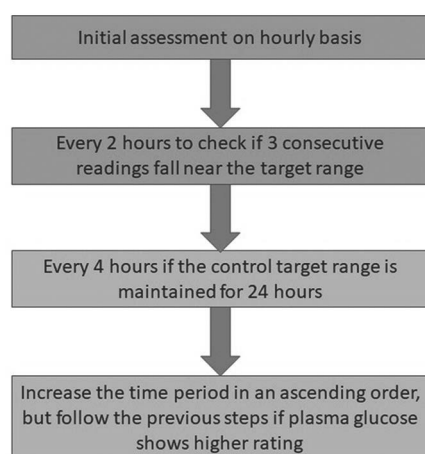 Initial assessment on hourly basis
Every 2 hours to check if 3 consecutive
readings fall near the target range
Every 4 hours if the control target range is
maintained for 24 hours
Increase the time period in an ascending order,
but follow the previous steps if plasma glucose
shows higher rating